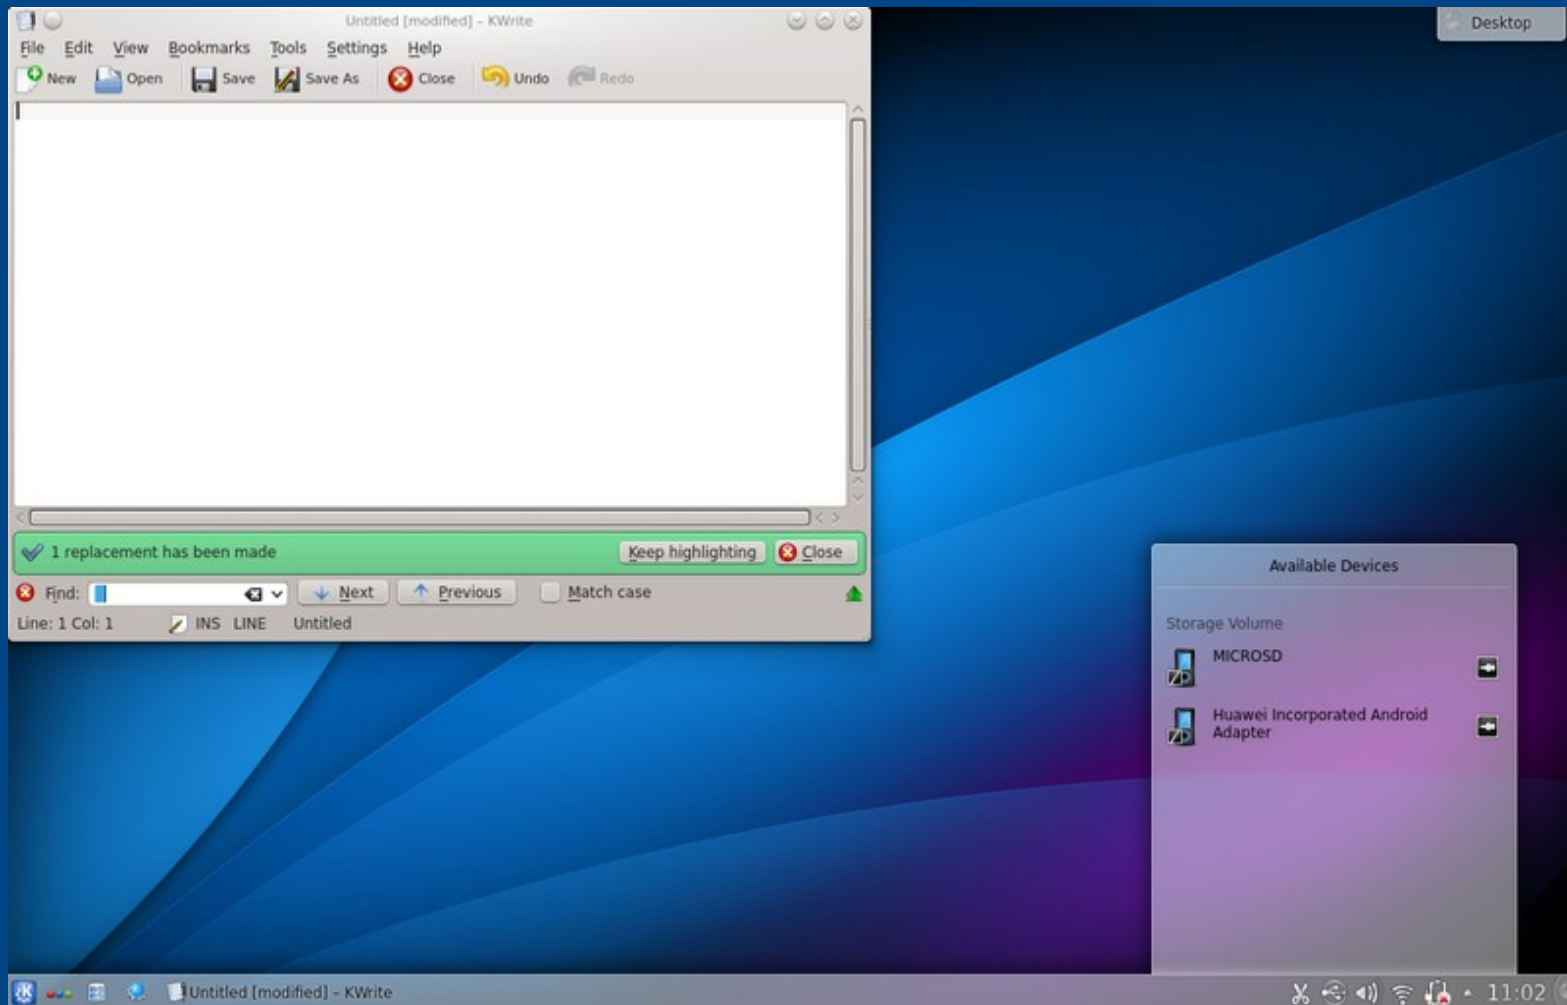 Untitled [modified] – KWrite
File Edit View Bookmarks Tools Settings Help
New Open Save Save As Close Undo Redo
1 replacement has been made Keep highlighting Close
Find: Next Previous Match case
Line: 1 Col: 1 INS LINE Untitled
Desktop
Available Devices
Storage Volume
MICROSD
Huawei Incorporated Android
Adapter
Untitled [modified] – KWrite 11:02